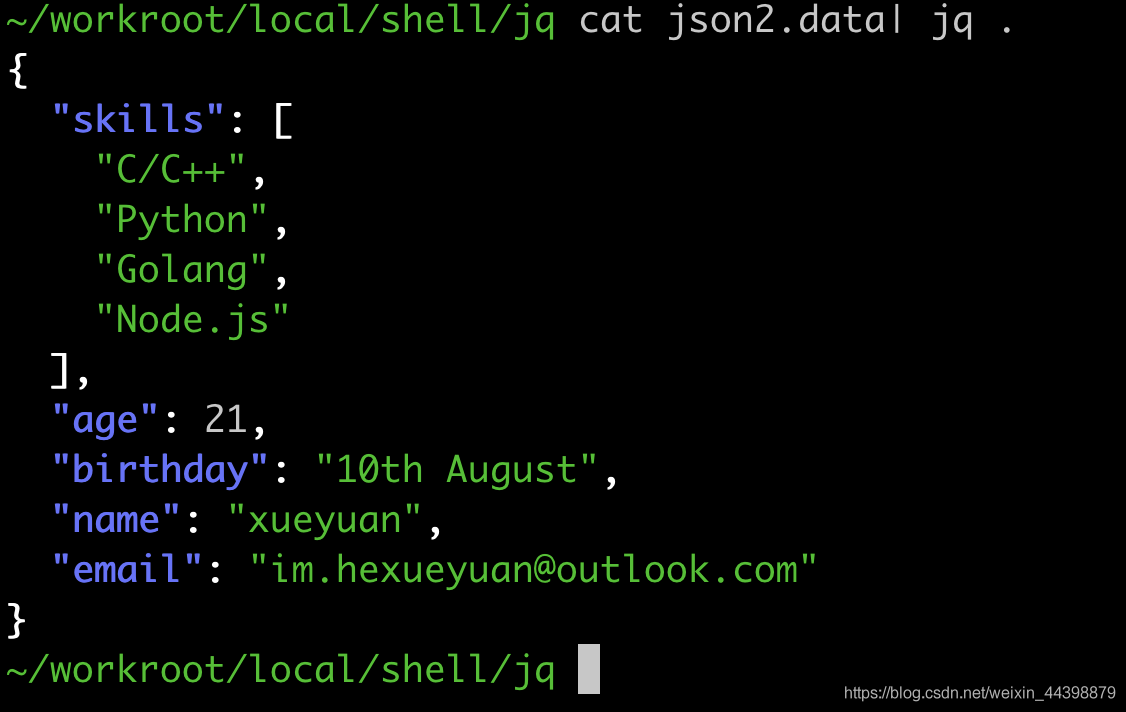 ~/workroot/local/shell/jq cat json2.data| jq .
{
  "skills": [
    "C/C++",
    "Python",
    "Golang",
    "Node.js"
  ],
  "age": 21,
  "birthday": "10th August",
  "name": "xueyuan",
  "email": "im.hexueyuan@outlook.com"
}
~/workroot/local/shell/jq
https://blog.csdn.net/weixin_44398879